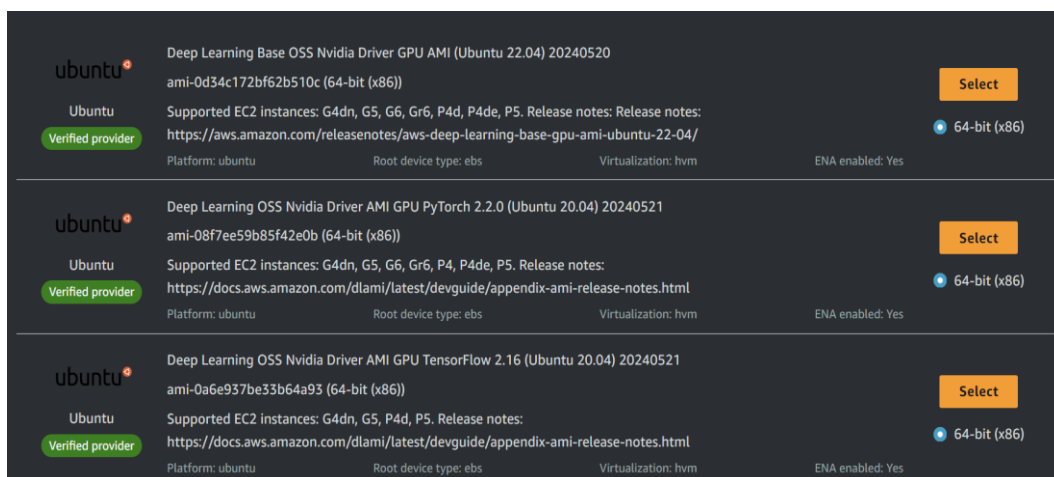 Deep Learning Base OSS Nvidia Driver GPU AMI (Ubuntu 22.04) 20240520
ubuntu
ami-0d34c172bf62b510c (64-bit (x86))
Select
Ubuntu
Supported EC2 instances: G4dn, G5, G6, Gr6, P4d, P4de, P5. Release notes: Release notes:
64-bit (x86)
Verified provider
https://aws.amazon.com/releasenotes/aws-deep-learning-base-gpu-ami-ubuntu-22-04/
Platform: ubuntu Root device type: ebs Virtualization: hvm ENA enabled: Yes
Deep Learning OSS Nvidia Driver AMI GPU PyTorch 2.2.0 (Ubuntu 20.04) 20240521
ubuntu
ami-08f7ee59b85f42e0b (64-bit (x86))
Select
Ubuntu
Supported EC2 instances: G4dn, G5, G6, Gr6, P4, P4de, P5. Release notes:
64-bit (x86)
Verified provider
https://docs.aws.amazon.com/dlami/latest/devguide/appendix-ami-release-notes.html
Platform: ubuntu Root device type: ebs Virtualization: hvm ENA enabled: Yes
Deep Learning OSS Nvidia Driver AMI GPU TensorFlow 2.16 (Ubuntu 20.04) 20240521
ubuntu
ami-0a6e937be33b64a93 (64-bit (x86))
Select
Ubuntu
Supported EC2 instances: G4dn, G5, P4d, P5. Release notes:
64-bit (x86)
Verified provider
https://docs.aws.amazon.com/dlami/latest/devguide/appendix-ami-release-notes.html
Platform: ubuntu Root device type: ebs Virtualization: hvm ENA enabled: Yes